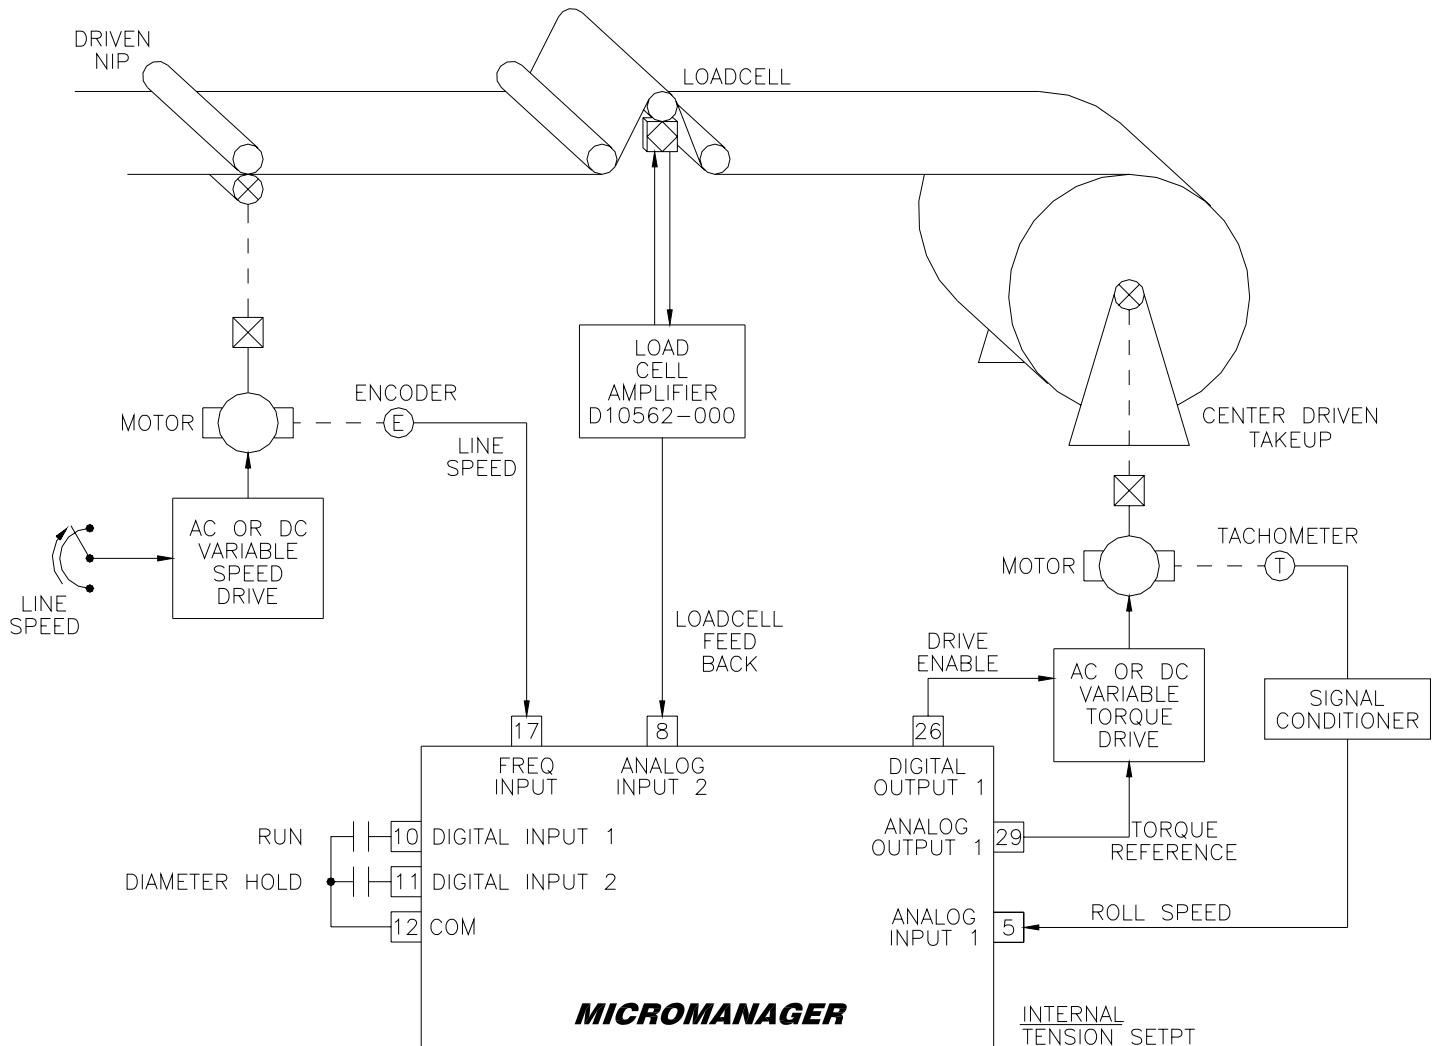 DRIVEN
NIP
LOADCELL
LOAD
CELL
AMPLIFIER
D10562-000
ENCODER
MOTOR
E
LINE
SPEED
CENTER DRIVEN
TAKEUP
AC OR DC
VARIABLE
SPEED
DRIVE
LINE
SPEED
TACHOMETER
MOTOR
T
LOADCELL
FEED
BACK
DRIVE
ENABLE
AC OR DC
VARIABLE
TORQUE
DRIVE
SIGNAL
CONDITIONER
17
8
26
FREQ
INPUT
ANALOG
INPUT 2
DIGITAL
OUTPUT 1
RUN
10
DIGITAL INPUT 1
ANALOG
OUTPUT 1
29
TORQUE
REFERENCE
DIAMETER HOLD
11
DIGITAL INPUT 2
12
COM
ANALOG
INPUT 1
5
ROLL SPEED
MICROMANAGER
INTERNAL
TENSION SETPT